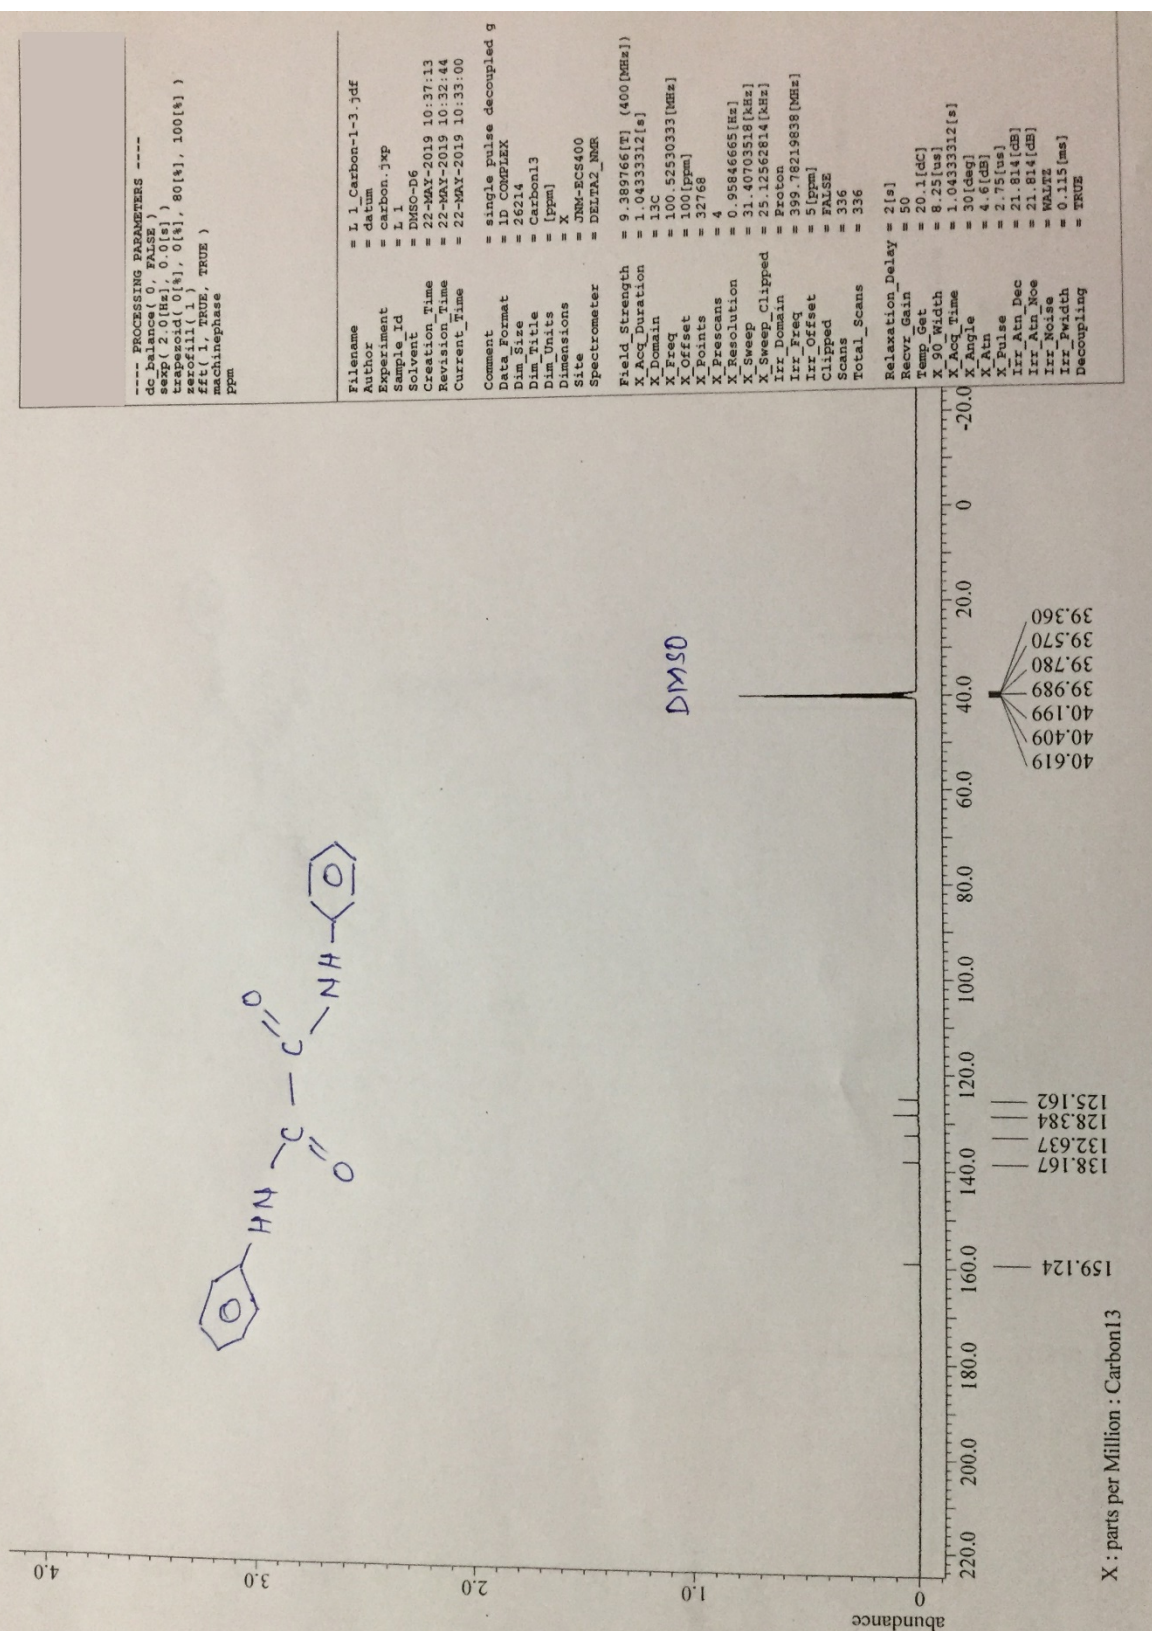 ---- PROCESSING PARAMETERS ----
dc_balance( 0, FALSE )
sexp( 2.0[Hz], 0.0[s] )
trapezoid( 0[%], 0[%], 80[%], 100[%] )
zerofill( 1 )
fft( 1, TRUE, TRUE )
machinephase
ppm
Filename = L 1_Carbon-1-3.jdf
Author = datum
Experiment = carbon.jxp
Sample_Id = L 1
Solvent = DMSO-D6
Creation_Time = 22-MAY-2019 10:37:13
Revision_Time = 22-MAY-2019 10:32:44
Current_Time = 22-MAY-2019 10:33:00
Comment = single pulse decoupled g
Data_Format = 1D COMPLEX
Dim_Size = 26214
Dim_Title = Carbon13
Dim_Units = [ppm]
Dimensions = X
Site = JNM-ECS400
Spectrometer = DELTA2_NMR
Field_Strength = 9.389766[T] (400[MHz])
X_Acq_Duration = 1.04333312[s]
X_Domain = 13C
X_Freq = 100.52530333[MHz]
X_Offset = 100[ppm]
X_Points = 32768
X_Prescans = 4
X_Resolution = 0.95846665[Hz]
X_Sweep = 31.40703518[kHz]
X_Sweep_Clipped = 25.12562814[kHz]
Irr_Domain = Proton
Irr_Freq = 399.78219838[MHz]
Irr_Offset = 5[ppm]
Clipped = FALSE
Scans = 336
Total_Scans = 336
Relaxation_Delay = 2[s]
Recvr_Gain = 50
Temp_Get = 20.1[dC]
X_90_Width = 8.25[us]
X_Acq_Time = 1.04333312[s]
X_Angle = 30[deg]
X_Atn = 4.6[dB]
X_Pulse = 2.75[us]
Irr_Atn_Dec = 21.814[dB]
Irr_Atn_Noe = 21.814[dB]
Irr_Noise = WALTZ
Irr_Pwidth = 0.115[ms]
Decoupling = TRUE
HN C C NH
O O
DMSO
abundance
4.0
3.0
2.0
1.0
0
220.0 200.0 180.0 160.0 140.0 120.0 100.0 80.0 60.0 40.0 20.0 0 -20.0
159.124
138.167
132.637
128.384
125.162
40.619
40.409
40.199
39.989
39.780
39.570
39.360
X : parts per Million : Carbon13